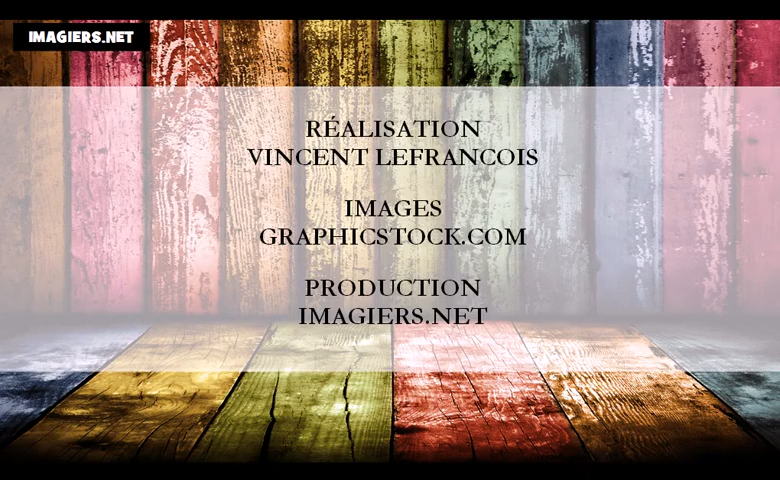 IMAGIERS.NET
RÉALISATION
VINCENT LEFRANCOIS
IMAGES
GRAPHICSTOCK.COM
PRODUCTION
IMAGIERS.NET